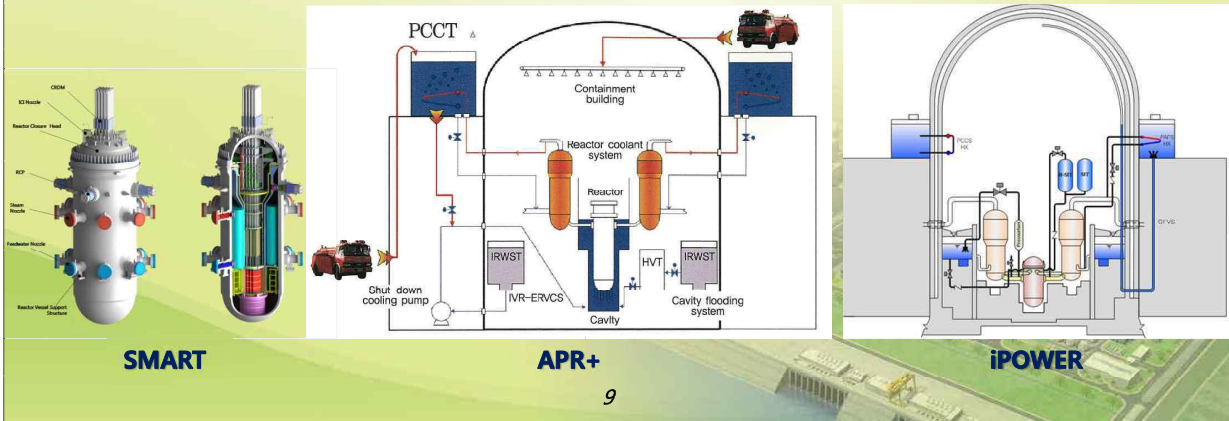 CRDM
ICI Nozzle
Reactor Closure Head
RCP
Steam
Nozzle
Feedwater Nozzle
Reactor Vessel Support
Structure
SMART
PCCT
Containment
building
Reactor coolant
system
Reactor
IRWST
HVT
IRWST
Shut down
cooling pump
IVR-ERVCS
Cavity
Cavity flooding
system
APR+
PCCS
HX
PAFS
HX
H-SIT
SIT
Pressurizer
iPOWER
9